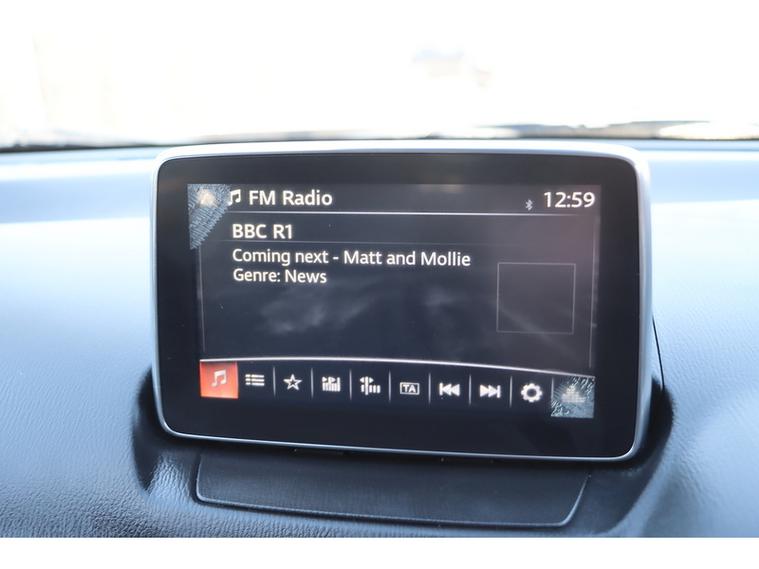 FM Radio 12:59
BBC R1
Coming next - Matt and Mollie
Genre: News
TA